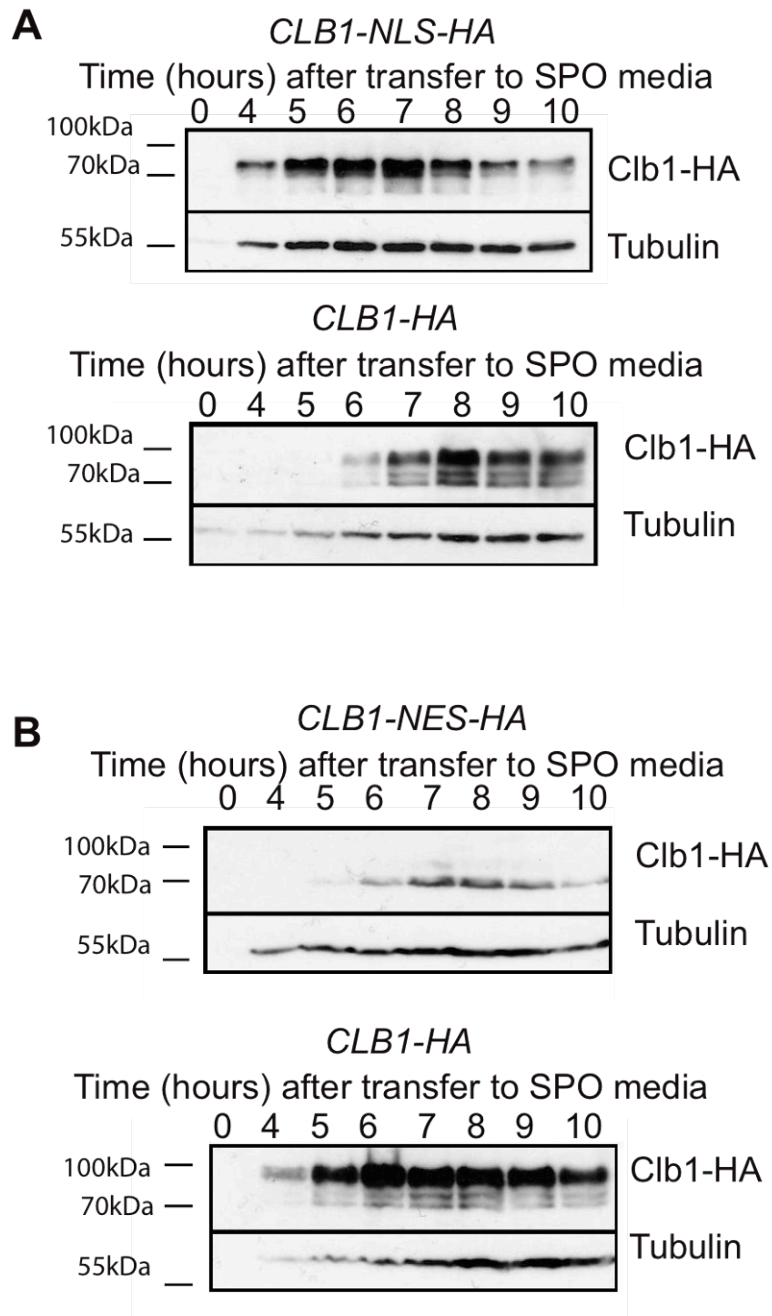 A
CLB1-NLS-HA
Time (hours) after transfer to SPO media
0 4 5 6 7 8 9 10
100kDa
70kDa
Clb1-HA
55kDa
Tubulin
CLB1-HA
Time (hours) after transfer to SPO media
0 4 5 6 7 8 9 10
100kDa
Clb1-HA
70kDa
Tubulin
55kDa
B
CLB1-NES-HA
Time (hours) after transfer to SPO media
0 4 5 6 7 8 9 10
100kDa
Clb1-HA
70kDa
Tubulin
55kDa
CLB1-HA
Time (hours) after transfer to SPO media
0 4 5 6 7 8 9 10
100kDa
Clb1-HA
70kDa
Tubulin
55kDa